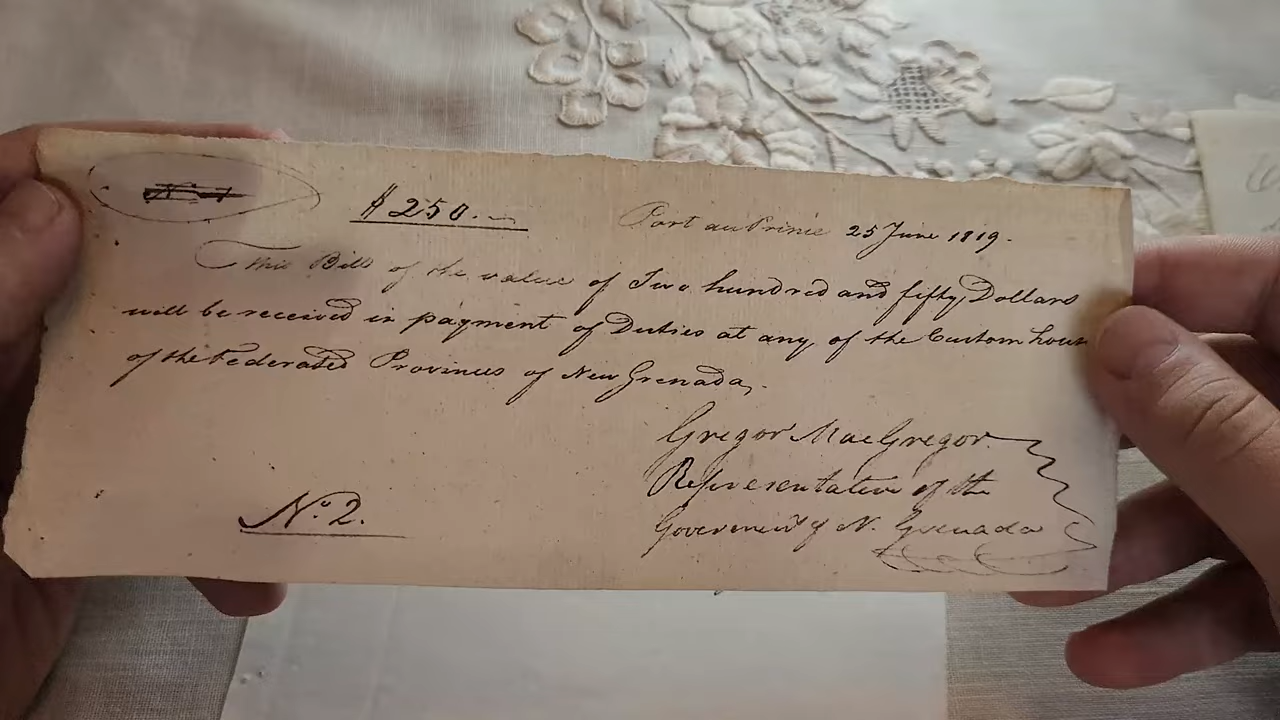 $ 250.
Port au Prince 25 June 1819.
This Bill of the value of Two hundred and fifty Dollars
will be received in payment of Duties at any of the Custom hous
of the Federated Provinces of New Grenada,
Gregor MacGregor
Representative of the
Governemt of N. Grenada
No. 2.